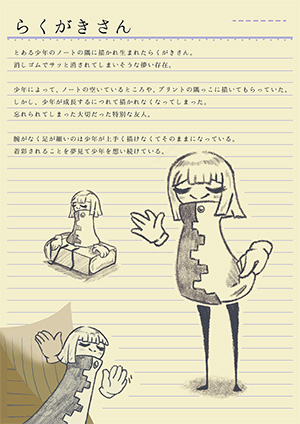 らくがきさん
とある少年のノートの隅に描かれ生まれたらくがきさん。
消しゴムでサッと消されてしまいそうな儚い存在。
少年によって、ノートの空いているところや、プリントの隅っこに描いてもらっていた。
しかし、少年が成長するにつれて描かれなくなってしまった。
忘れられてしまった大切だった特別な友人。
腕がなく足が細いのは少年が上手く描けなくてそのままになっている。
着彩されることを夢見て少年を想い続けている。